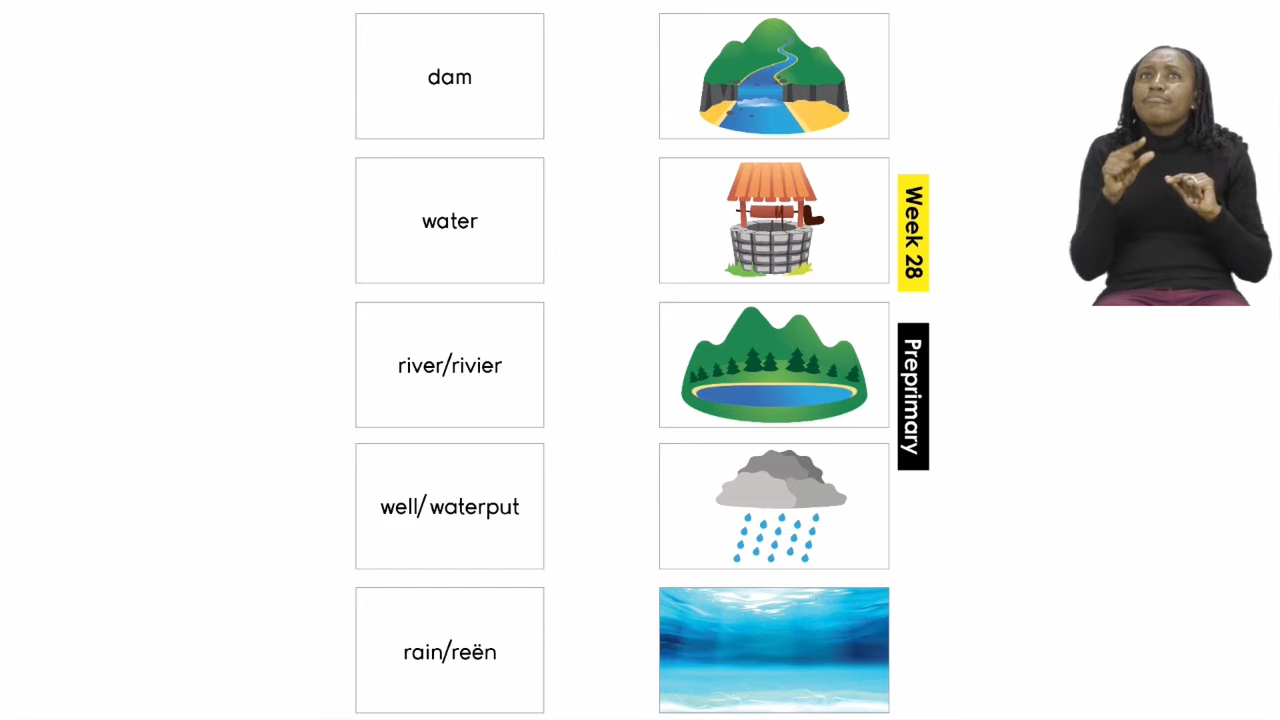 dam
water
river/rivier
well/waterput
rain/reën
Week 28
Preprimary